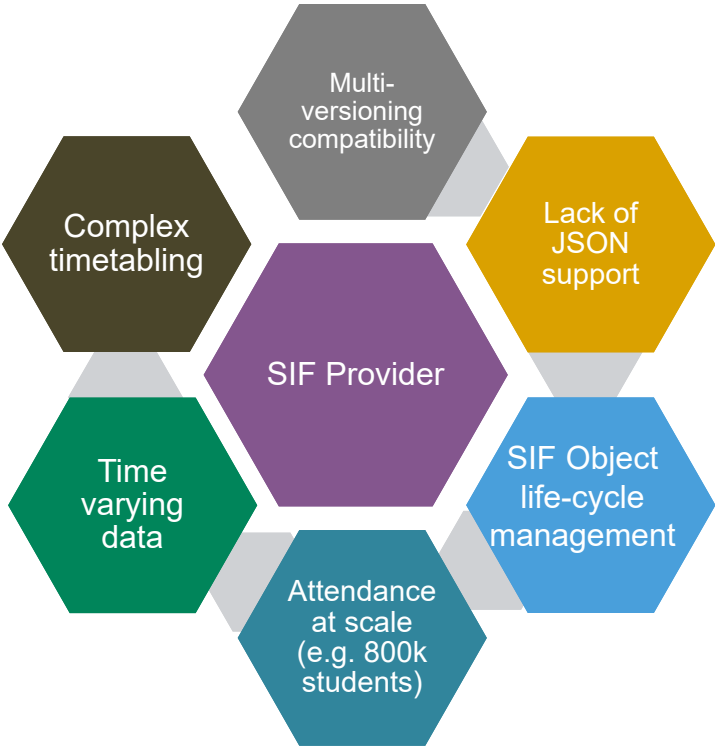 Multi-
versioning
compatibility
Lack of
JSON
support
SIF Object
life-cycle
management
Attendance
at scale
(e.g. 800k
students)
Time
varying
data
Complex
timetabling
SIF Provider